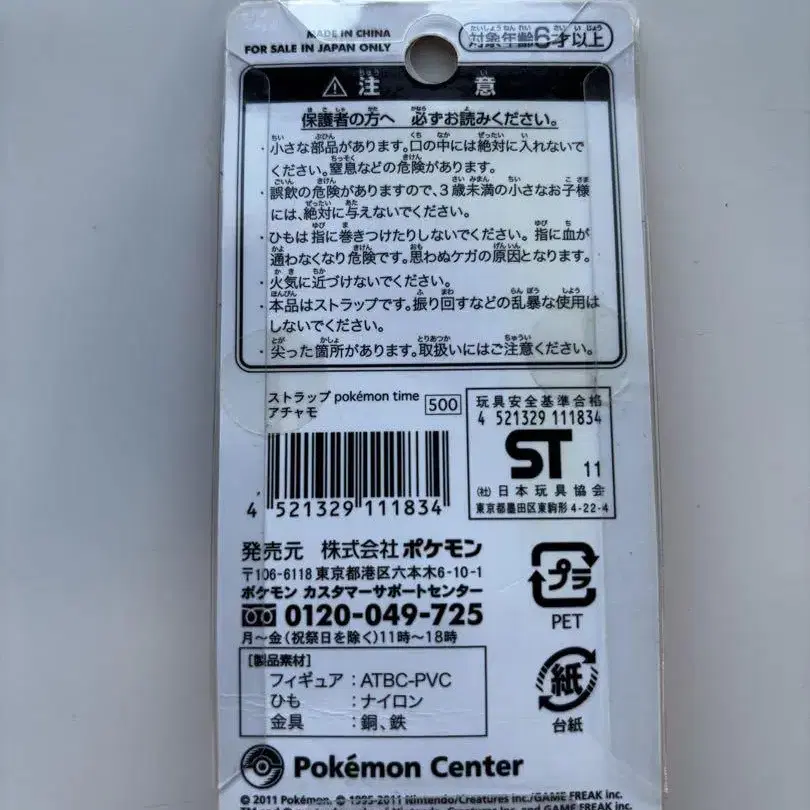 MADE IN CHINA
FOR SALE IN JAPAN ONLY
対象年齢6才以上
注意
保護者の方へ 必ずお読みください。
・小さな部品があります。口の中には絶対に入れないで
ください。窒息などの危険があります。
・誤飲の危険がありますので、3歳未満の小さなお子様
には、絶対に与えないでください。
・ひもは指に巻きつけたりしないでください。指に血が
通わなくなり危険です。思わぬケガの原因となります。
・火気に近づけないでください。
・本品はストラップです。振り回すなどの乱暴な使用は
しないでください。
・尖った箇所があります。取扱いにはご注意ください。
ストラップ pokémon time
アチャモ
500
4 521329 111834
玩具安全基準合格
4 521329 111834
ST 11
(社)日本玩具協会
東京都墨田区東駒形4-22-4
発売元 株式会社ポケモン
〒106-6118 東京都港区六本木6-10-1
ポケモン カスタマーサポートセンター
0120-049-725
月〜金(祝祭日を除く)11時〜18時
プラ
PET
[製品素材]
フィギュア:ATBC-PVC
ひも:ナイロン
金具:銅、鉄
紙
台紙
Pokémon Center
© 2011 Pokémon. © 1995-2011 Nintendo/Creatures inc./GAME FREAK inc.